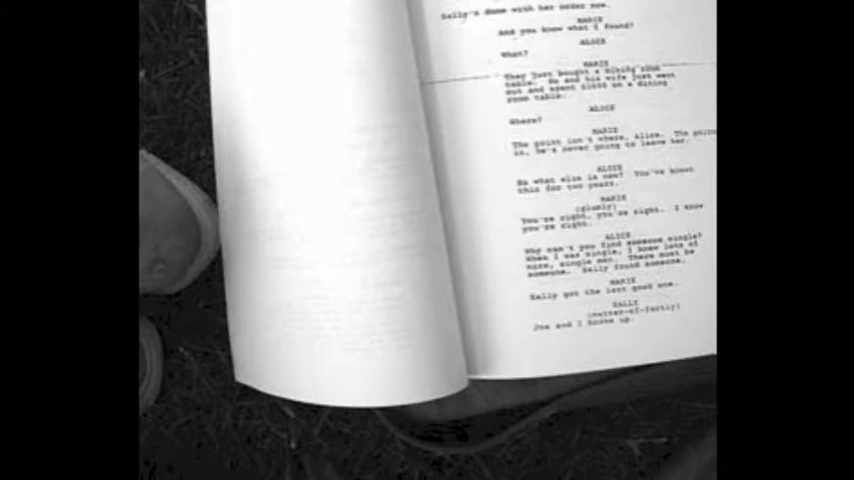 Sally's done with her order now.
MARIE
And you know what I found?
ALICE
What?
MARIE
They just bought a dining room
table. He and his wife just went
out and spent $1600 on a dining
room table.
ALICE
Where?
MARIE
The point isn't where, Alice. The point
is, he's never going to leave her.
ALICE
So what else is new? You've known
this for two years.
MARIE
(glumly)
You're right, you're right. I know
you're right.
ALICE
Why can't you find someone single?
When I was single, I knew lots of
nice, single men. There must be
someone. Sally found someone.
MARIE
Sally got the last good one.
SALLY
(matter-of-factly)
Joe and I broke up.